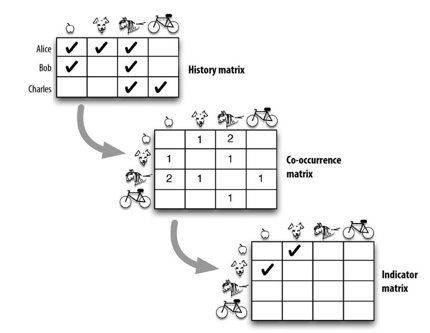 Alice
Bob
History matrix
Charles
1 2
1 1
Co-occurrence
matrix
2 1 1
1
Indicator
matrix